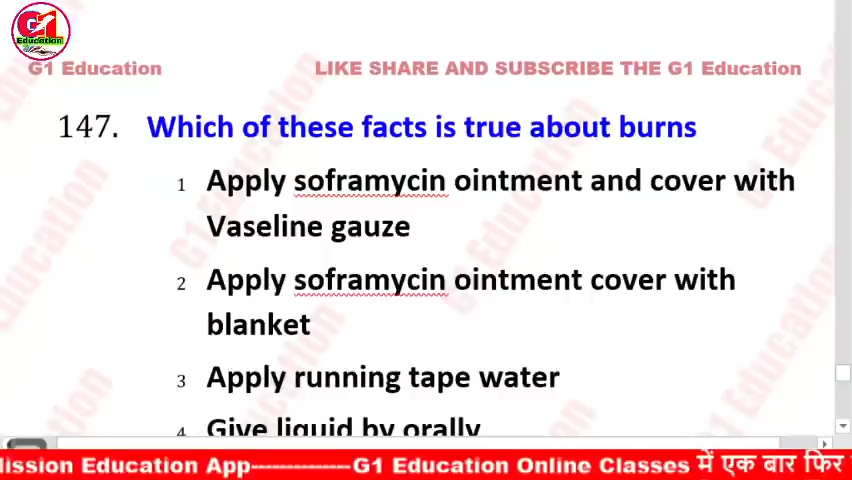 G1
Education
G1 Education
LIKE SHARE AND SUBSCRIBE THE G1 Education
147. Which of these facts is true about burns
1 Apply soframycin ointment and cover with
Vaseline gauze
2 Apply soframycin ointment cover with
blanket
3 Apply running tape water
4 Give liquid by orally
mission Education App--------------G1 Education Online Classes में एक बार फिर